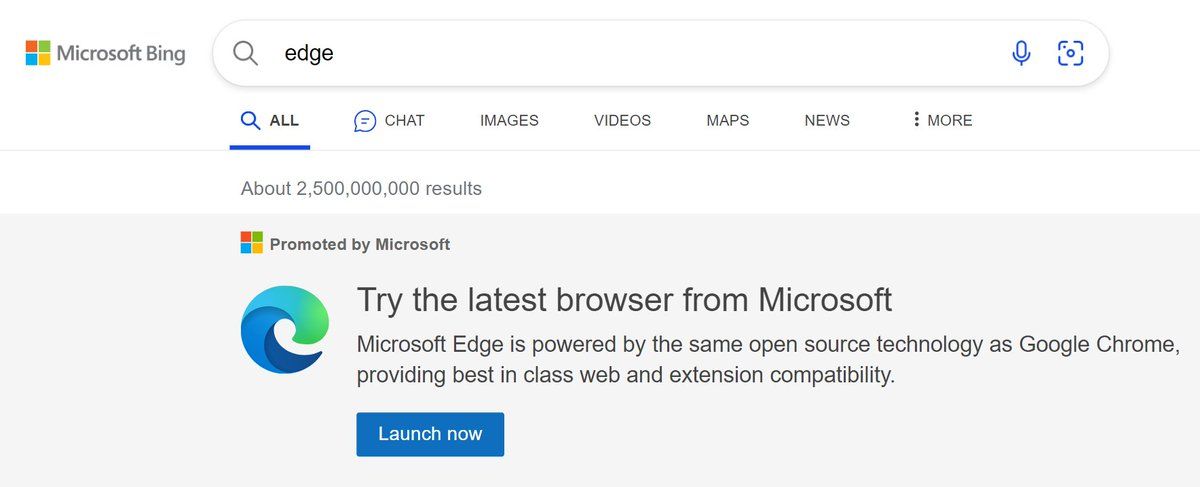 Microsoft Bing
edge
ALL CHAT IMAGES VIDEOS MAPS NEWS MORE
About 2,500,000,000 results
Promoted by Microsoft
Try the latest browser from Microsoft
Microsoft Edge is powered by the same open source technology as Google Chrome,
providing best in class web and extension compatibility.
Launch now